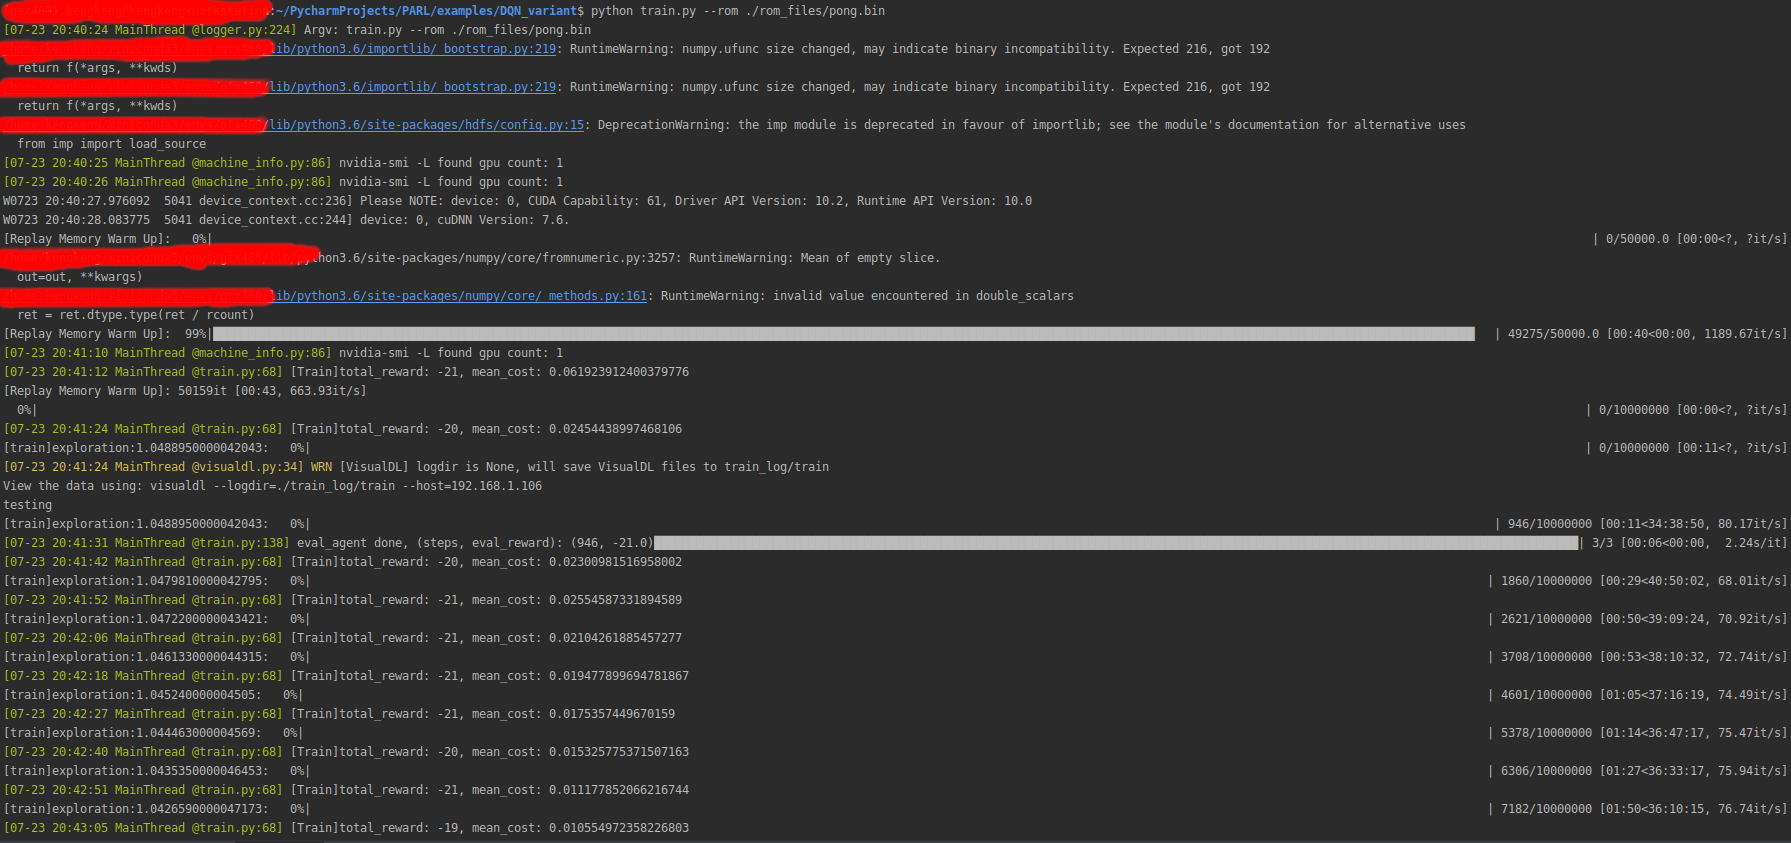 :~/PycharmProjects/PARL/examples/DQN_variant$ python train.py --rom ./rom_files/pong.bin
[07-23 20:40:24 MainThread @logger.py:224] Argv: train.py --rom ./rom_files/pong.bin
lib/python3.6/importlib/_bootstrap.py:219: RuntimeWarning: numpy.ufunc size changed, may indicate binary incompatibility. Expected 216, got 192
return f(*args, **kwds)
/lib/python3.6/importlib/_bootstrap.py:219: RuntimeWarning: numpy.ufunc size changed, may indicate binary incompatibility. Expected 216, got 192
return f(*args, **kwds)
/lib/python3.6/site-packages/hdfs/config.py:15: DeprecationWarning: the imp module is deprecated in favour of importlib; see the module's documentation for alternative uses
from imp import load_source
[07-23 20:40:25 MainThread @machine_info.py:86] nvidia-smi -L found gpu count: 1
[07-23 20:40:26 MainThread @machine_info.py:86] nvidia-smi -L found gpu count: 1
W0723 20:40:27.976092  5041 device_context.cc:236] Please NOTE: device: 0, CUDA Capability: 61, Driver API Version: 10.2, Runtime API Version: 10.0
W0723 20:40:28.083775  5041 device_context.cc:244] device: 0, cuDNN Version: 7.6.
[Replay Memory Warm Up]:   0%| | 0/50000.0 [00:00<?, ?it/s]
python3.6/site-packages/numpy/core/fromnumeric.py:3257: RuntimeWarning: Mean of empty slice.
out=out, **kwargs)
lib/python3.6/site-packages/numpy/core/_methods.py:161: RuntimeWarning: invalid value encountered in double_scalars
ret = ret.dtype.type(ret / rcount)
[Replay Memory Warm Up]:  99%| | 49275/50000.0 [00:40<00:00, 1189.67it/s]
[07-23 20:41:10 MainThread @machine_info.py:86] nvidia-smi -L found gpu count: 1
[07-23 20:41:12 MainThread @train.py:68] [Train]total_reward: -21, mean_cost: 0.061923912400379776
[Replay Memory Warm Up]: 50159it [00:43, 663.93it/s]
0%| | 0/10000000 [00:00<?, ?it/s]
[07-23 20:41:24 MainThread @train.py:68] [Train]total_reward: -20, mean_cost: 0.02454438997468106
[train]exploration:1.0488950000042043:   0%| | 0/10000000 [00:11<?, ?it/s]
[07-23 20:41:24 MainThread @visualdl.py:34] WRN [VisualDL] logdir is None, will save VisualDL files to train_log/train
View the data using: visualdl --logdir=./train_log/train --host=192.168.1.106
testing
[train]exploration:1.0488950000042043:   0%| | 946/10000000 [00:11<34:38:50, 80.17it/s]
[07-23 20:41:31 MainThread @train.py:138] eval_agent done, (steps, eval_reward): (946, -21.0) | 3/3 [00:06<00:00,  2.24s/it]
[07-23 20:41:42 MainThread @train.py:68] [Train]total_reward: -20, mean_cost: 0.02300981516958002
[train]exploration:1.0479810000042795:   0%| | 1860/10000000 [00:29<40:50:02, 68.01it/s]
[07-23 20:41:52 MainThread @train.py:68] [Train]total_reward: -21, mean_cost: 0.02554587331894589
[train]exploration:1.0472200000043421:   0%| | 2621/10000000 [00:50<39:09:24, 70.92it/s]
[07-23 20:42:06 MainThread @train.py:68] [Train]total_reward: -21, mean_cost: 0.02104261885457277
[train]exploration:1.0461330000044315:   0%| | 3708/10000000 [00:53<38:10:32, 72.74it/s]
[07-23 20:42:18 MainThread @train.py:68] [Train]total_reward: -21, mean_cost: 0.019477899694781867
[train]exploration:1.045240000004505:   0%| | 4601/10000000 [01:05<37:16:19, 74.49it/s]
[07-23 20:42:27 MainThread @train.py:68] [Train]total_reward: -21, mean_cost: 0.0175357449670159
[train]exploration:1.044463000004569:   0%| | 5378/10000000 [01:14<36:47:17, 75.47it/s]
[07-23 20:42:40 MainThread @train.py:68] [Train]total_reward: -20, mean_cost: 0.015325775371507163
[train]exploration:1.0435350000046453:   0%| | 6306/10000000 [01:27<36:33:17, 75.94it/s]
[07-23 20:42:51 MainThread @train.py:68] [Train]total_reward: -21, mean_cost: 0.011177852066216744
[train]exploration:1.0426590000047173:   0%| | 7182/10000000 [01:50<36:10:15, 76.74it/s]
[07-23 20:43:05 MainThread @train.py:68] [Train]total_reward: -19, mean_cost: 0.010554972358226803